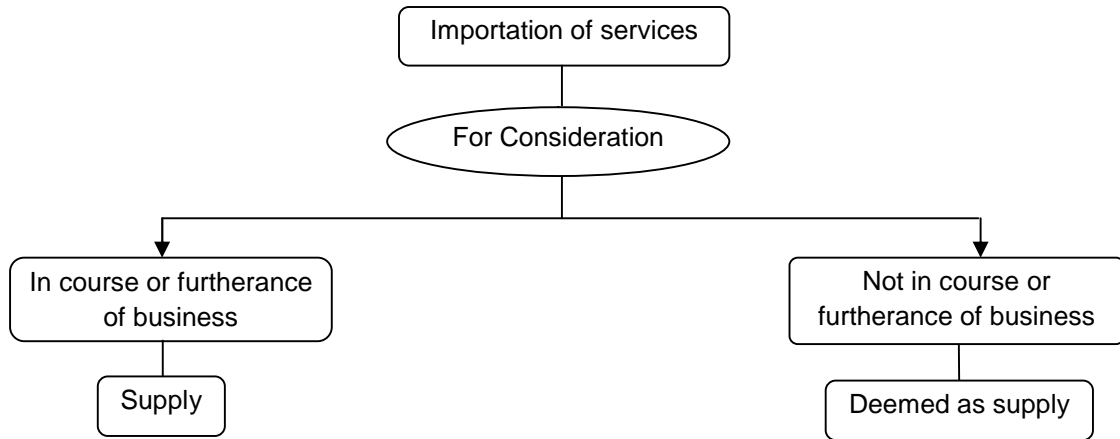 Importation of services
For Consideration
In course or furtherance
of business
Not in course or
furtherance of business
Supply
Deemed as supply